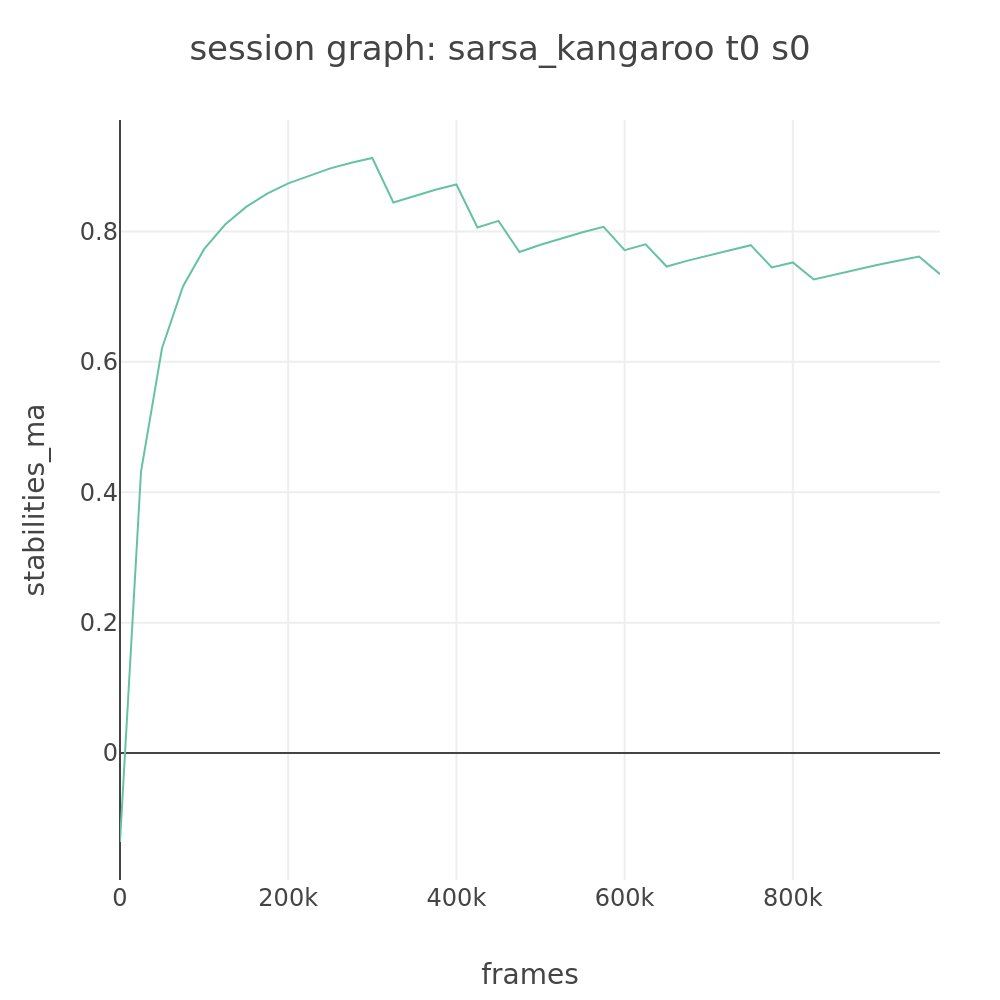 session graph: sarsa_kangaroo t0 s0
stabilities_ma
0.8
0.6
0.4
0.2
0
0
200k
400k
600k
800k
frames